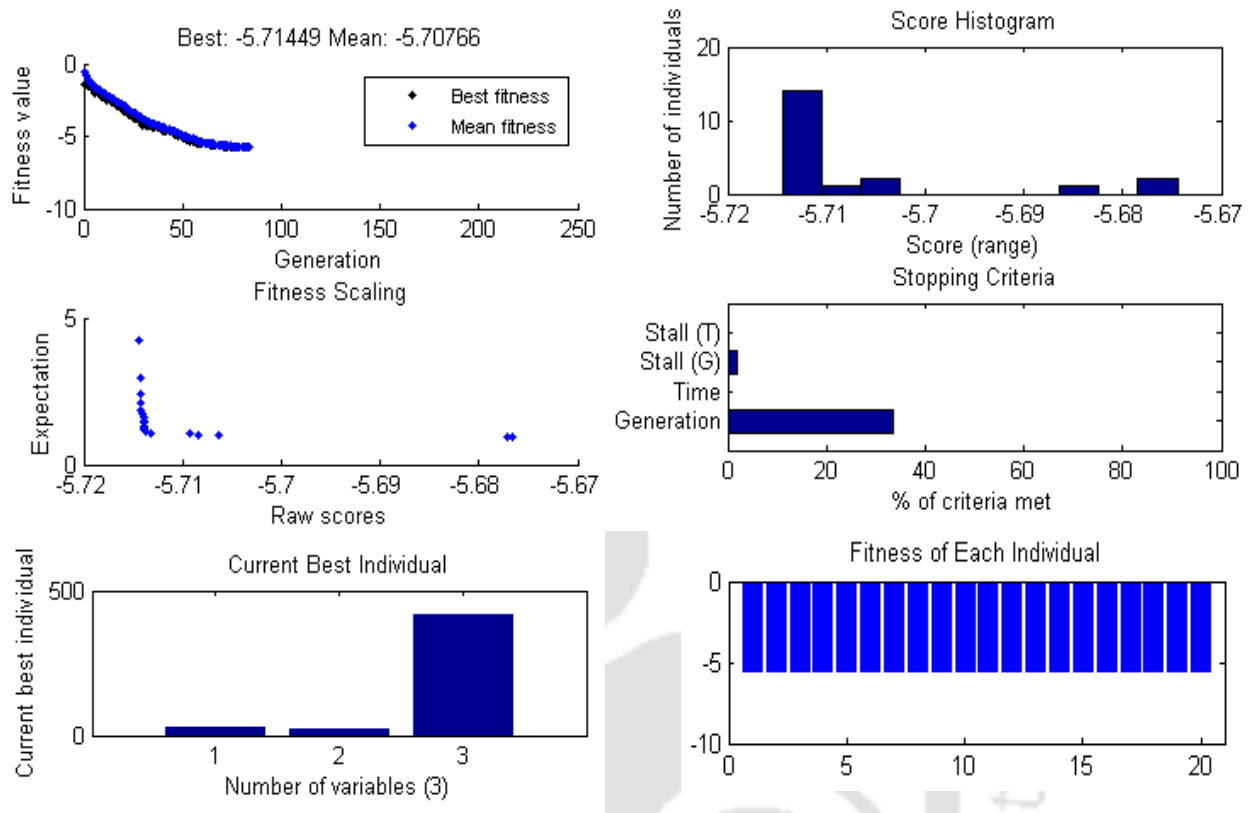 Best: -5.71449 Mean: -5.70766
Fitness value
0
-5
-10
Best fitness
Mean fitness
0 50 100 150 200 250
Generation
Score Histogram
Number of individuals
20
10
0
-5.72 -5.71 -5.7 -5.69 -5.68 -5.67
Score (range)
Fitness Scaling
Expectation
5
0
-5.72 -5.71 -5.7 -5.69 -5.68 -5.67
Raw scores
Stopping Criteria
Stall (T)
Stall (G)
Time
Generation
0 20 40 60 80 100
% of criteria met
Current Best Individual
Current best individual
500
0
1 2 3
Number of variables (3)
Fitness of Each Individual
0
-5
-10
0 5 10 15 20